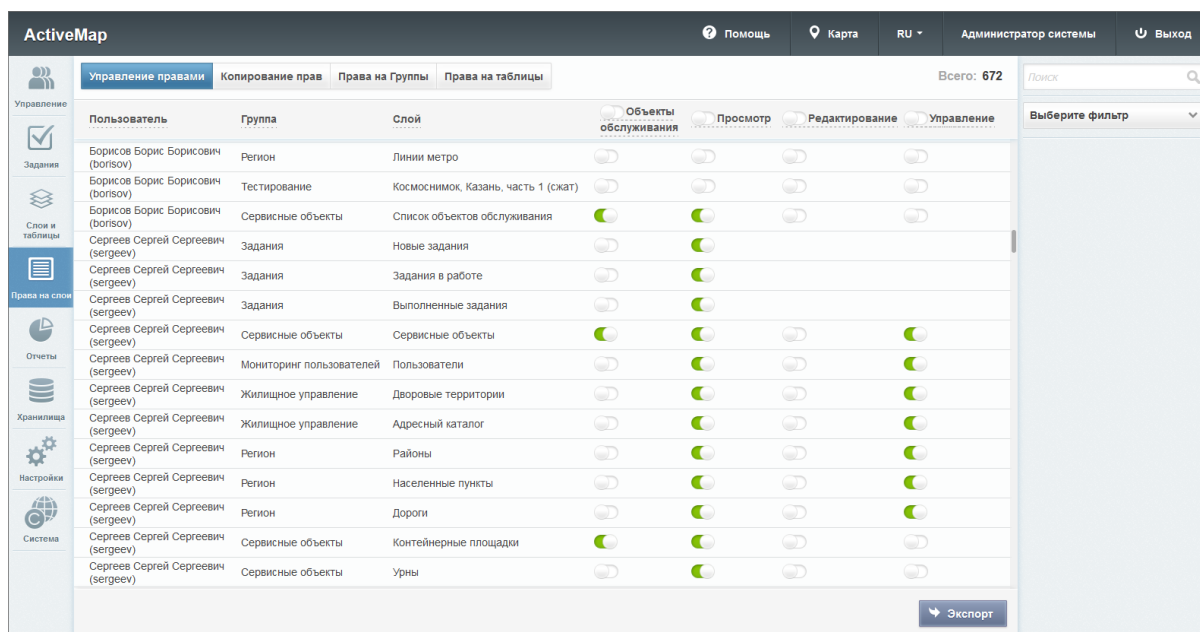 ActiveMap
Помощь
Карта
RU
Администратор системы
Выход
Управление
Задания
Слои и
таблицы
Права на слои
Отчеты
Хранилища
Настройки
Система
Управление правами
Копирование прав
Права на Группы
Права на таблицы
Всего: 672
Поиск
Выберите фильтр
Пользователь
Группа
Слой
Объекты
обслуживания
Просмотр
Редактирование
Управление
Борисов Борис Борисович
(borisov)
Регион
Линии метро
Борисов Борис Борисович
(borisov)
Тестирование
Космоснимок, Казань, часть 1 (сжат)
Борисов Борис Борисович
(borisov)
Сервисные объекты
Список объектов обслуживания
Сергеев Сергей Сергеевич
(sergeev)
Задания
Новые задания
Сергеев Сергей Сергеевич
(sergeev)
Задания
Задания в работе
Сергеев Сергей Сергеевич
(sergeev)
Задания
Выполненные задания
Сергеев Сергей Сергеевич
(sergeev)
Сервисные объекты
Сервисные объекты
Сергеев Сергей Сергеевич
(sergeev)
Мониторинг пользователей
Пользователи
Сергеев Сергей Сергеевич
(sergeev)
Жилищное управление
Дворовые территории
Сергеев Сергей Сергеевич
(sergeev)
Жилищное управление
Адресный каталог
Сергеев Сергей Сергеевич
(sergeev)
Регион
Районы
Сергеев Сергей Сергеевич
(sergeev)
Регион
Населенные пункты
Сергеев Сергей Сергеевич
(sergeev)
Регион
Дороги
Сергеев Сергей Сергеевич
(sergeev)
Сервисные объекты
Контейнерные площадки
Сергеев Сергей Сергеевич
(sergeev)
Сервисные объекты
Урны
Экспорт